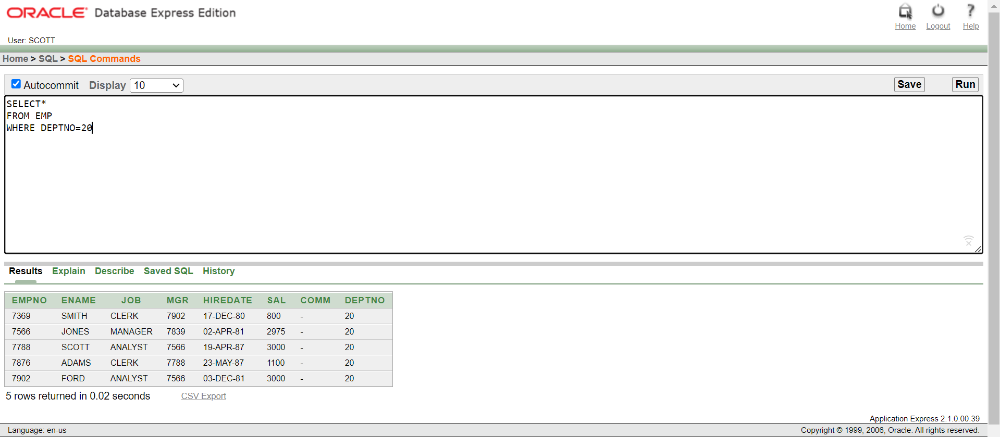 ORACLE Database Express Edition
Home Logout Help
User: SCOTT
Home > SQL > SQL Commands
Autocommit Display 10 Save Run
SELECT*
FROM EMP
WHERE DEPTNO=20
Results Explain Describe Saved SQL History
EMPNO ENAME JOB MGR HIREDATE SAL COMM DEPTNO
7369 SMITH CLERK 7902 17-DEC-80 800 - 20
7566 JONES MANAGER 7839 02-APR-81 2975 - 20
7788 SCOTT ANALYST 7566 19-APR-87 3000 - 20
7876 ADAMS CLERK 7788 23-MAY-87 1100 - 20
7902 FORD ANALYST 7566 03-DEC-81 3000 - 20
5 rows returned in 0.02 seconds CSV Export
Application Express 2.1.0.00.39
Language: en-us Copyright © 1999, 2006, Oracle. All rights reserved.